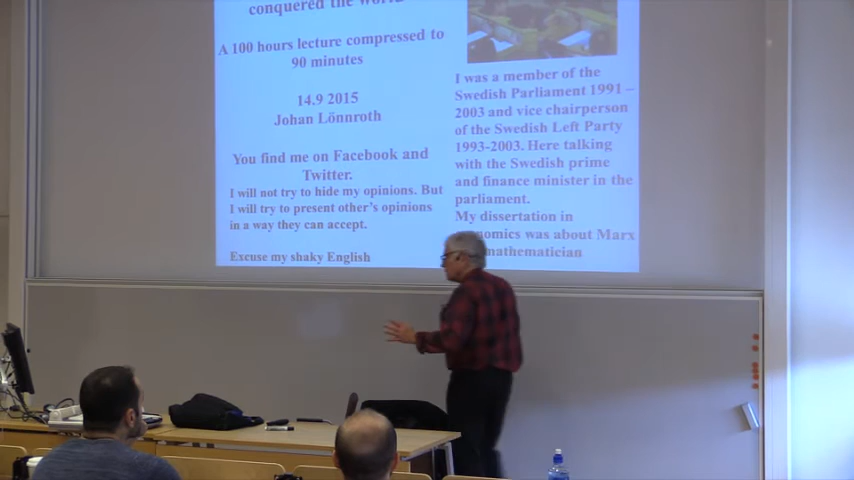 conquered the world
A 100 hours lecture compressed to
90 minutes
14.9 2015
Johan Lönnroth
You find me on Facebook and
Twitter.
I will not try to hide my opinions. But
I will try to present other's opinions
in a way they can accept.
Excuse my shaky English
I was a member of the
Swedish Parliament 1991 –
2003 and vice chairperson
of the Swedish Left Party
1993-2003. Here talking
with the Swedish prime
and finance minister in the
parliament.
My dissertation in
nomics was about Marx
mathematician